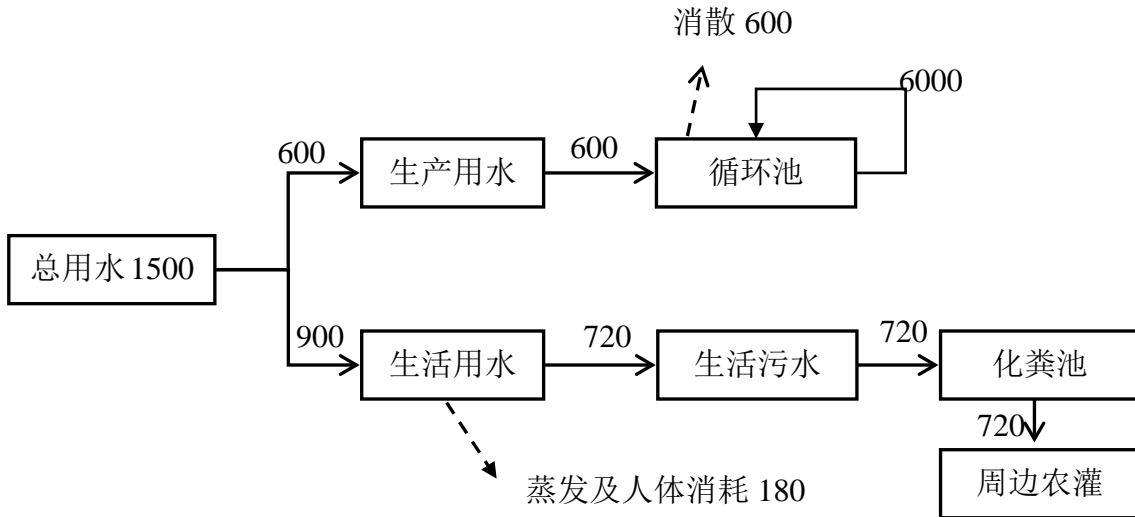 消散 600
6000
600
生产用水
600
循环池
总用水 1500
900
生活用水
720
生活污水
720
化粪池
720
周边农灌
蒸发及人体消耗 180